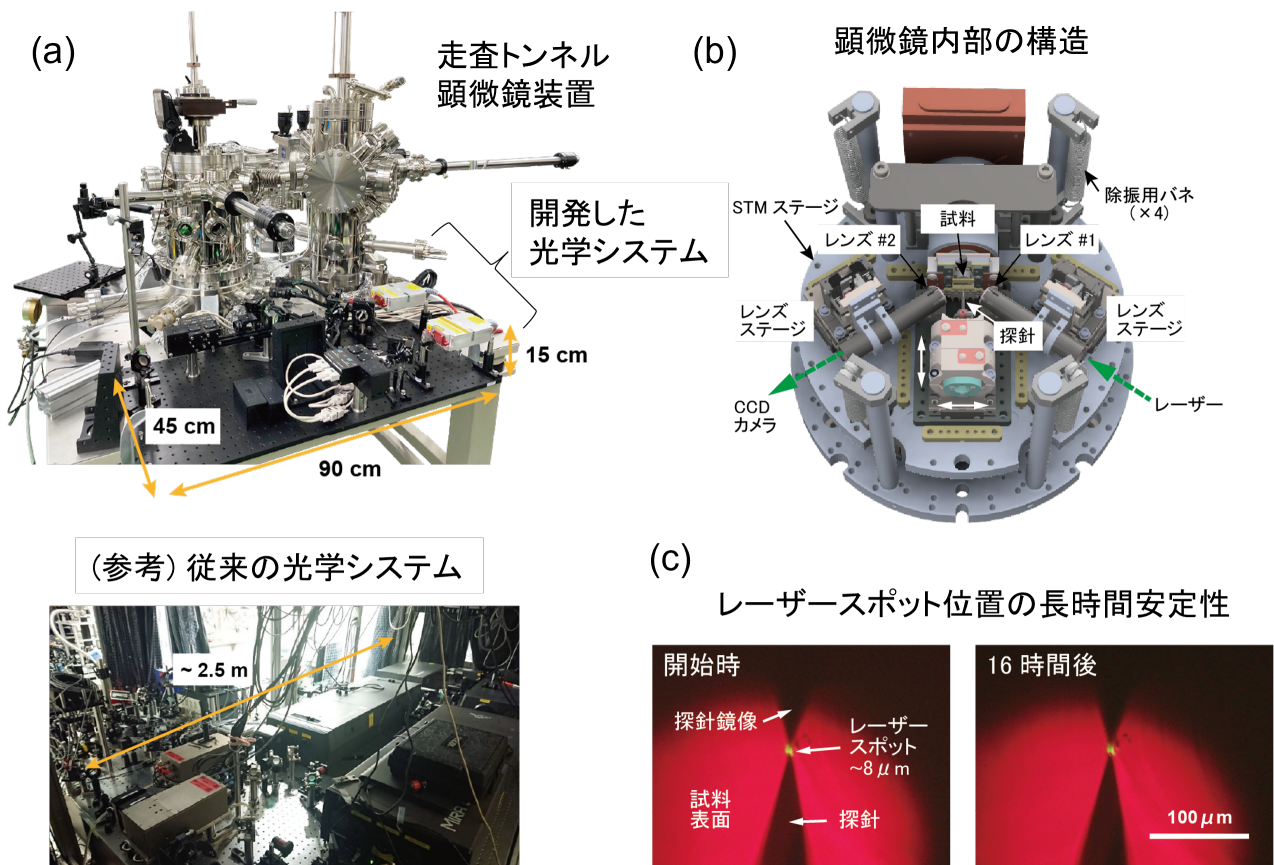 (a)
走査トンネル
顕微鏡装置
開発した
光学システム
15 cm
45 cm
90 cm
(参考) 従来の光学システム
~ 2.5 m
(b)
顕微鏡内部の構造
STM ステージ
除振用バネ
(×4)
試料
レンズ #2
レンズ #1
レンズ
ステージ
レンズ
ステージ
探針
CCD
カメラ
レーザー
(c)
レーザースポット位置の長時間安定性
開始時
探針鏡像
レーザー
スポット
~8μm
試料
表面
探針
16 時間後
100μm